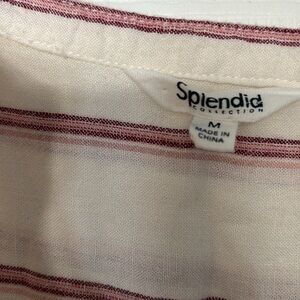 Splendid
COLLECTION
M
MADE IN
CHINA